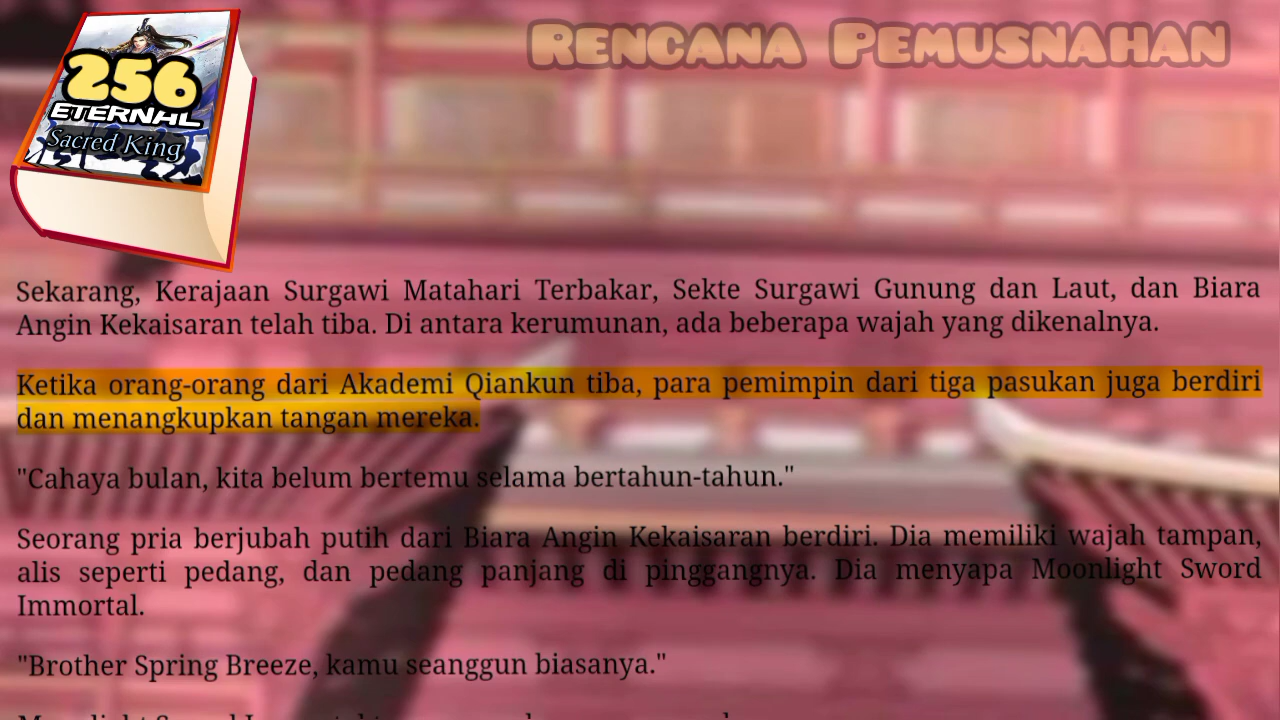 Rencana Pemusnahan
256
ETERNAL
Sacred King
Sekarang, Kerajaan Surgawi Matahari Terbakar, Sekte Surgawi Gunung dan Laut, dan Biara
Angin Kekaisaran telah tiba. Di antara kerumunan, ada beberapa wajah yang dikenalnya.
Ketika orang-orang dari Akademi Qiankun tiba, para pemimpin dari tiga pasukan juga berdiri
dan menangkupkan tangan mereka.
"Cahaya bulan, kita belum bertemu selama bertahun-tahun."
Seorang pria berjubah putih dari Biara Angin Kekaisaran berdiri. Dia memiliki wajah tampan,
alis seperti pedang, dan pedang panjang di pinggangnya. Dia menyapa Moonlight Sword
Immortal.
"Brother Spring Breeze, kamu seanggun biasanya."